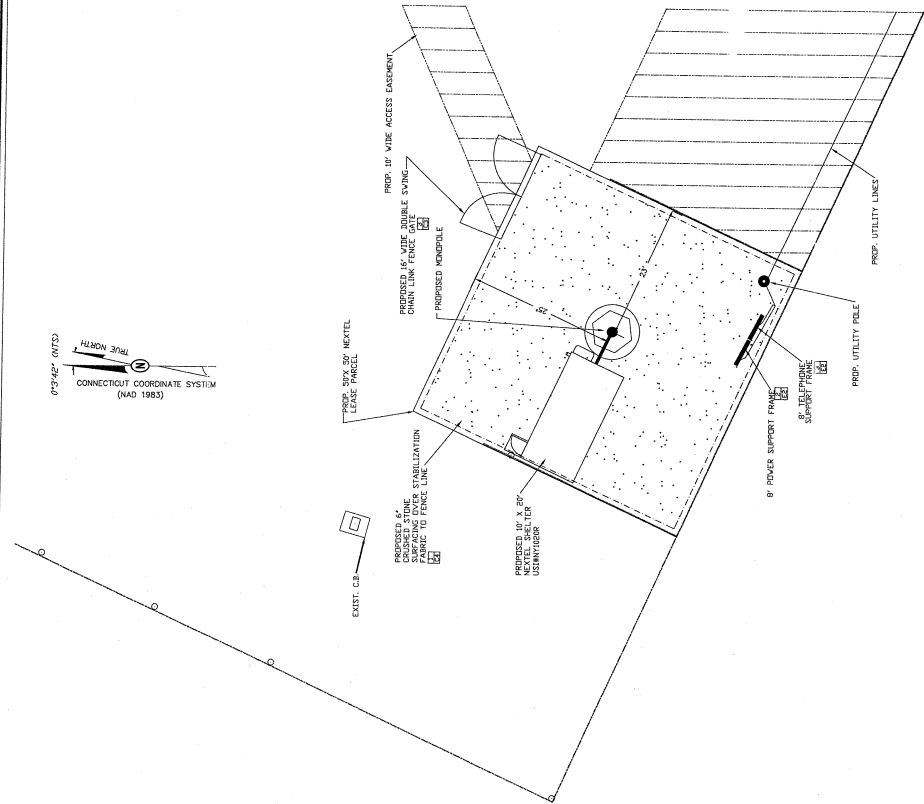 0°3'42" (NTS)
TRUE NORTH
N
CONNECTICUT COORDINATE SYSTEM
(NAD 1983)
PROP. 10' WIDE ACCESS EASEMENT
PROPOSED 16' WIDE DOUBLE SWING
CHAIN LINK FENCE GATE
PROPOSED MONOPOLE
PROP. 50'X 50' NEXTEL
LEASE PARCEL
25'
23'
PROPOSED 6"
CRUSHED STONE
SURFACING OVER STABILIZATION
FABRIC TO FENCE LINE
EXIST. C.B.
PROPOSED 10' X 20'
NEXTEL SHELTER
PROP. UTILITY LINES
PROP. UTILITY POLE
8' TELEPHONE
SUPPORT FRAME
8' POWER SUPPORT FRAME